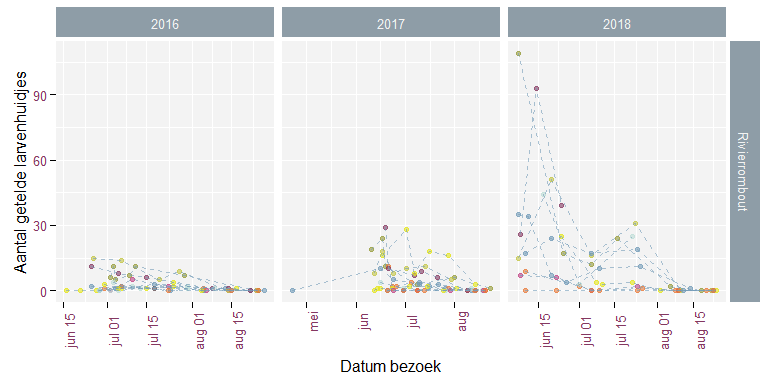 2016
2017
2018
Aantal getelde larvenhuidjes
90
60
30
0
Rivierrombout
jun 15
jul 01
jul 15
aug 01
aug 15
mei
jun
jul
aug
jun 15
jul 01
jul 15
aug 01
aug 15
Datum bezoek